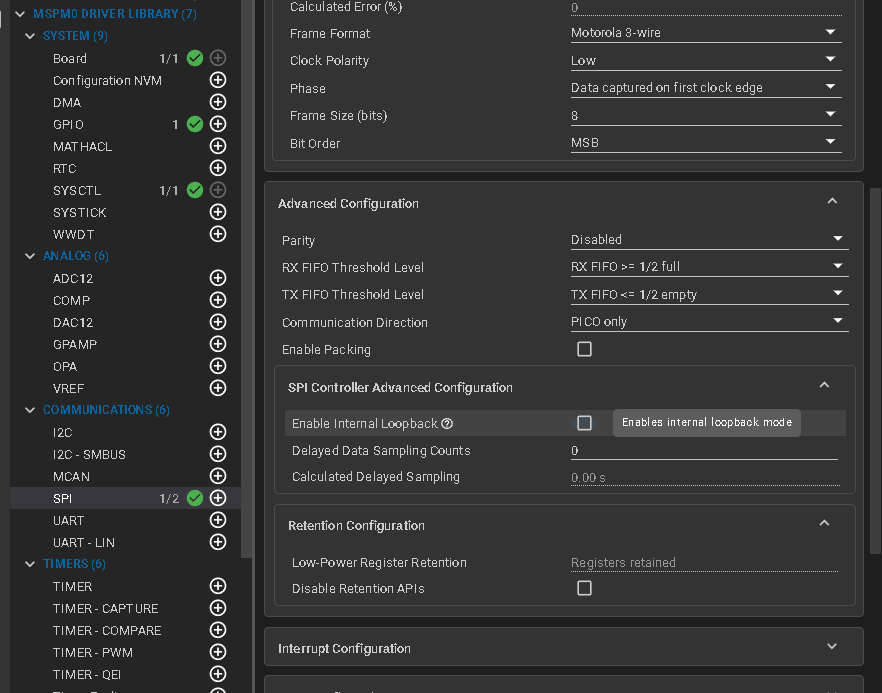 MSPM0 DRIVER LIBRARY (7)
SYSTEM (9)
Board 1/1
Configuration NVM
DMA
GPIO 1
MATHACL
RTC
SYSCTL 1/1
SYSTICK
WWDT
ANALOG (6)
ADC12
COMP
DAC12
GPAMP
OPA
VREF
COMMUNICATIONS (6)
I2C
I2C - SMBUS
MCAN
SPI 1/2
UART
UART - LIN
TIMERS (6)
TIMER
TIMER - CAPTURE
TIMER - COMPARE
TIMER - PWM
TIMER - QEI
Calculated Error (%) 0
Frame Format Motorola 3-wire
Clock Polarity Low
Phase Data captured on first clock edge
Frame Size (bits) 8
Bit Order MSB
Advanced Configuration
Parity Disabled
RX FIFO Threshold Level RX FIFO >= 1/2 full
TX FIFO Threshold Level TX FIFO <= 1/2 empty
Communication Direction PICO only
Enable Packing
SPI Controller Advanced Configuration
Enable Internal Loopback Enables internal loopback mode
Delayed Data Sampling Counts 0
Calculated Delayed Sampling 0.00 s
Retention Configuration
Low-Power Register Retention Registers retained
Disable Retention APIs
Interrupt Configuration